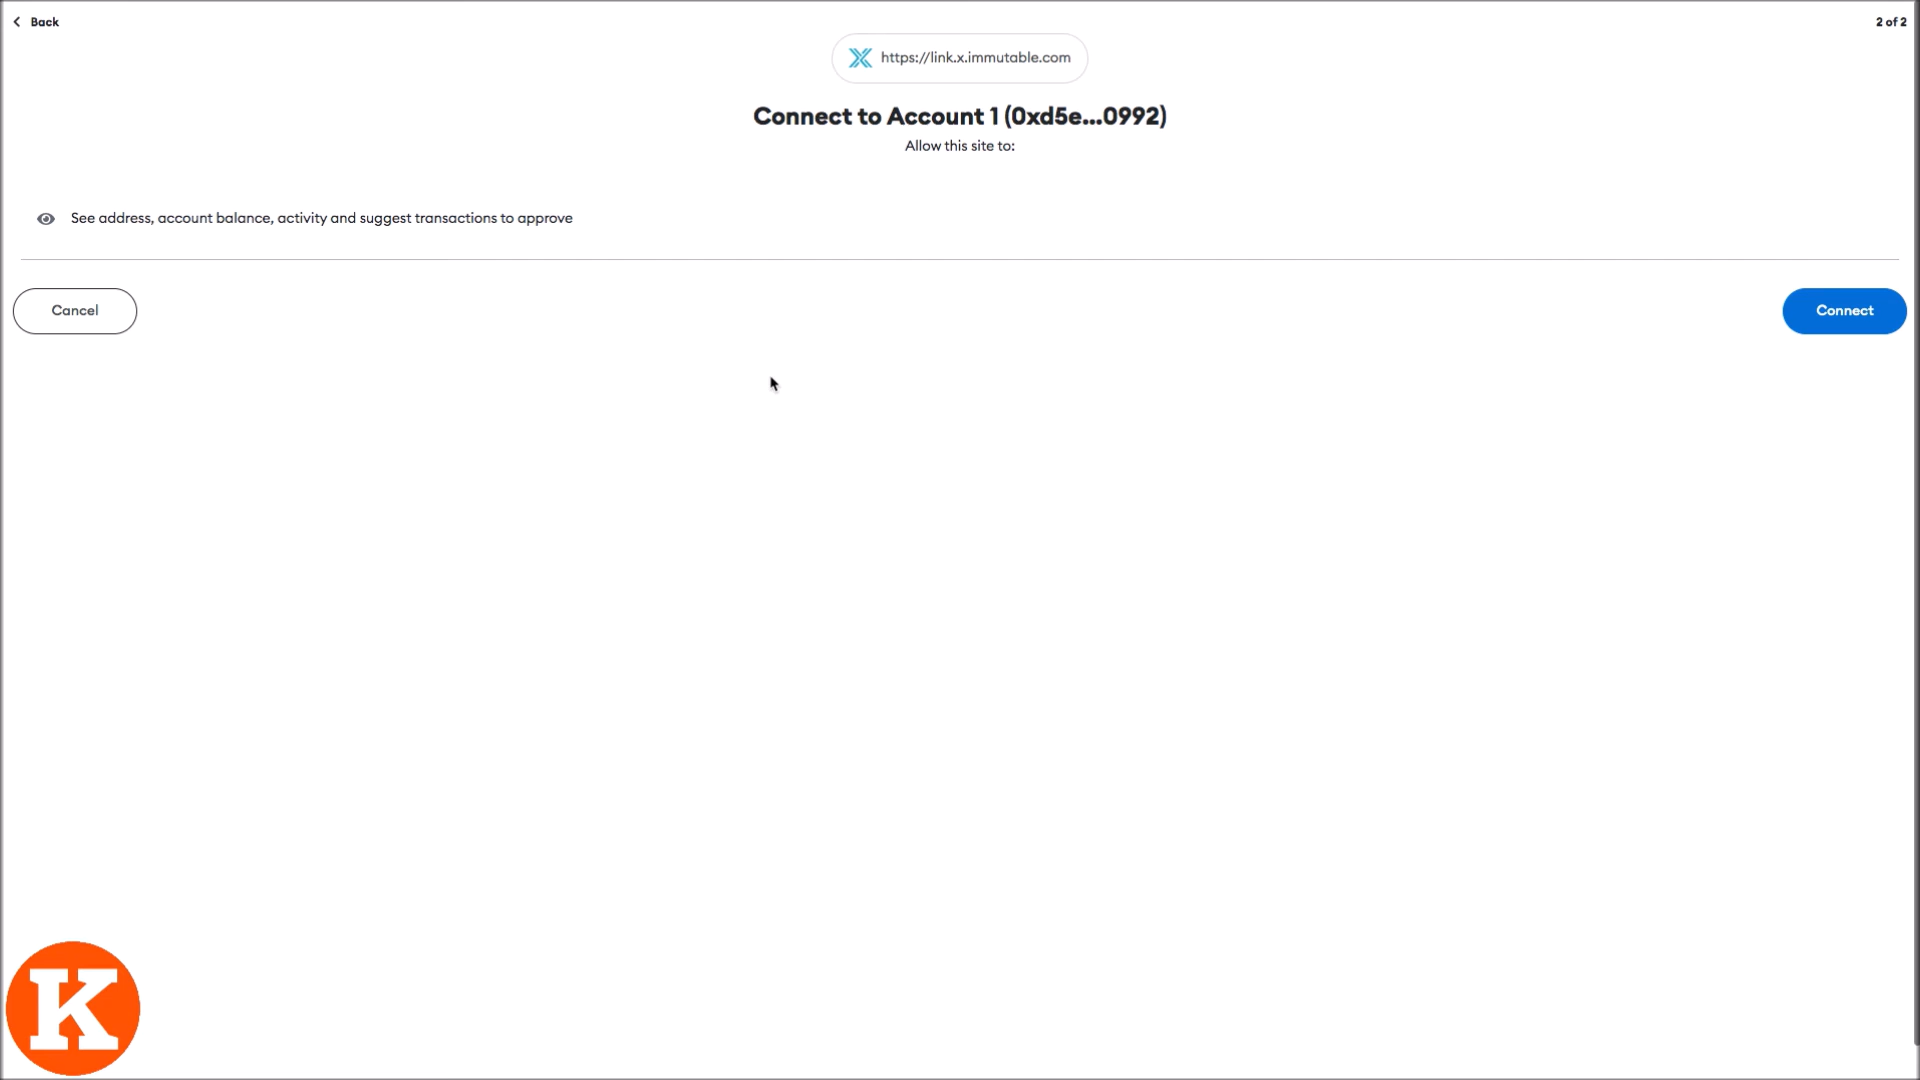 Back
2 of 2
https://link.x.immutable.com
Connect to Account 1 (0xd5e...0992)
Allow this site to:
See address, account balance, activity and suggest transactions to approve
Cancel
Connect
K